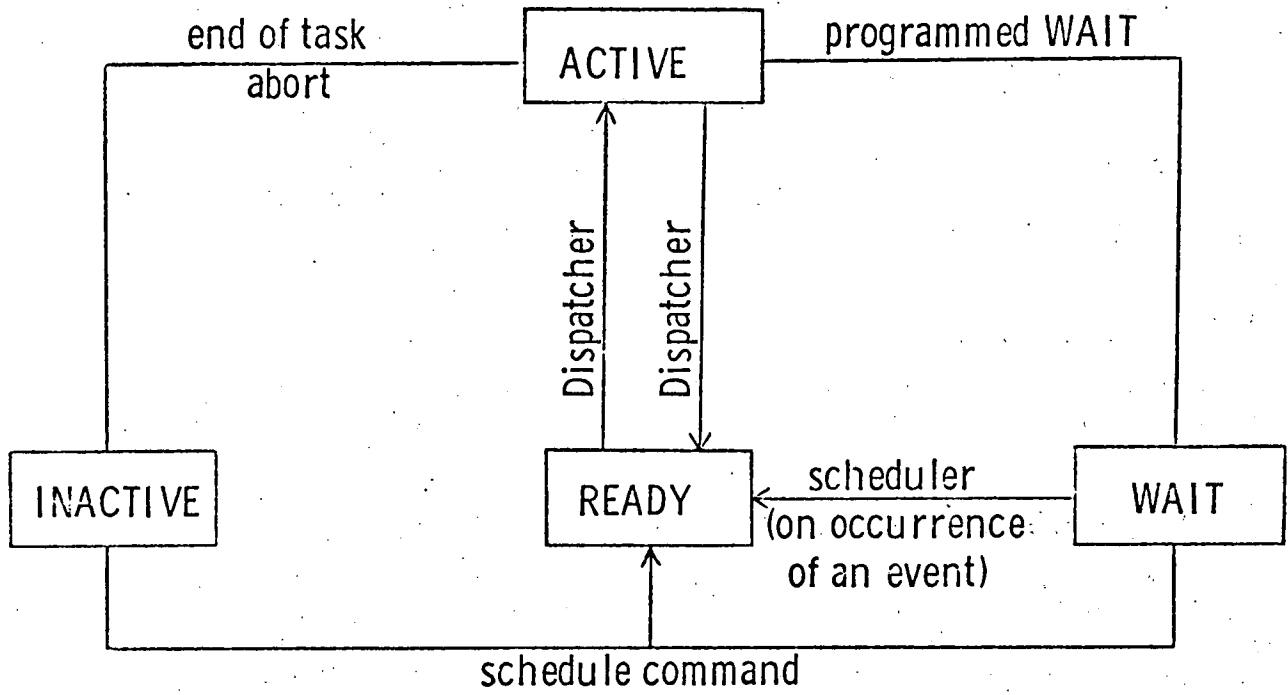 end of task
abort
ACTIVE
programmed WAIT
Dispatcher
Dispatcher
INACTIVE
READY
scheduler
(on occurrence
of an event)
WAIT
schedule command